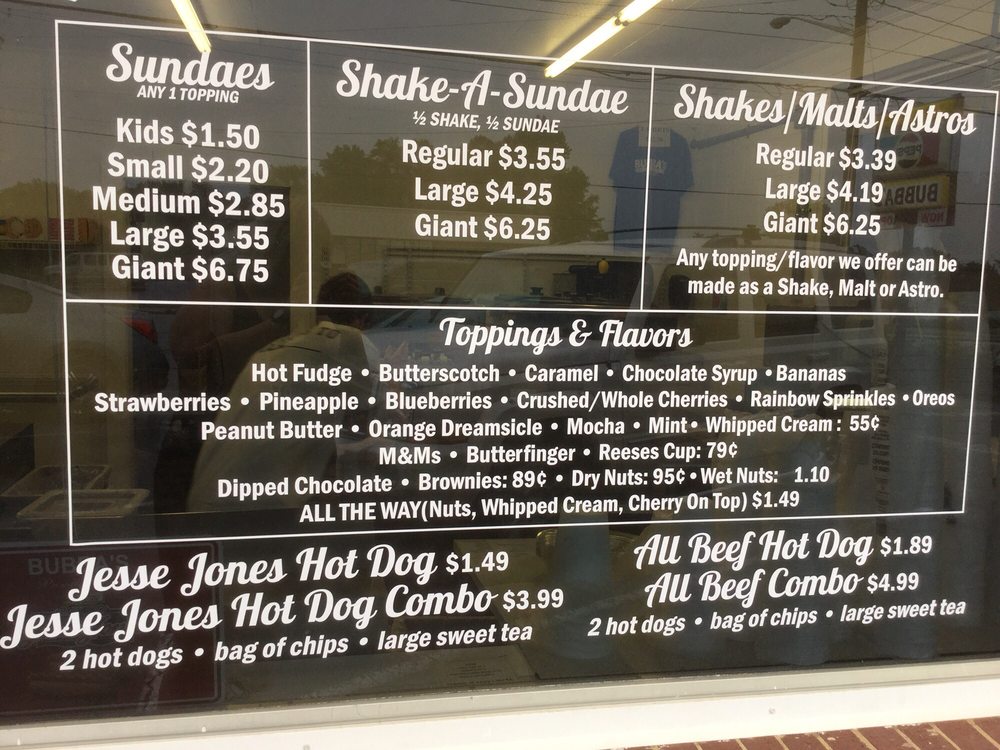 Sundaes
ANY 1 TOPPING
Kids $1.50
Small $2.20
Medium $2.85
Large $3.55
Giant $6.75
Shake-A-Sundae
½ SHAKE, ½ SUNDAE
Regular $3.55
Large $4.25
Giant $6.25
Shakes/Malts/Astros
Regular $3.39
Large $4.19
Giant $6.25
Any topping/flavor we offer can be
made as a Shake, Malt or Astro.
Toppings & Flavors
Hot Fudge • Butterscotch • Caramel • Chocolate Syrup • Bananas
Strawberries • Pineapple • Blueberries • Crushed/Whole Cherries • Rainbow Sprinkles • Oreos
Peanut Butter • Orange Dreamsicle • Mocha • Mint • Whipped Cream : 55¢
M&Ms • Butterfinger • Reeses Cup: 79¢
Dipped Chocolate • Brownies: 89¢ • Dry Nuts: 95¢ • Wet Nuts: 1.10
ALL THE WAY(Nuts, Whipped Cream, Cherry On Top) $1.49
Jesse Jones Hot Dog $1.49
Jesse Jones Hot Dog Combo $3.99
2 hot dogs • bag of chips • large sweet tea
All Beef Hot Dog $1.89
All Beef Combo $4.99
2 hot dogs • bag of chips • large sweet tea
PEPSI
BUBBA
NOW